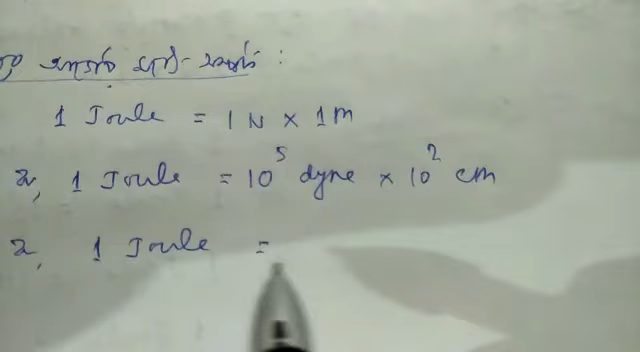 1 Joule = 1 N × 1m
বা, 1 Joule = 10⁵ dyne × 10² cm
বা, 1 Joule =